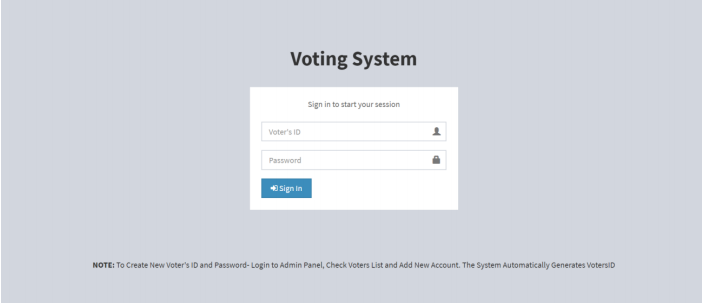 Voting System
Sign in to start your session
Voter's ID
Password
Sign In
NOTE: To Create New Voter's ID and Password- Login to Admin Panel, Check Voters List and Add New Account. The System Automatically Generates VotersID